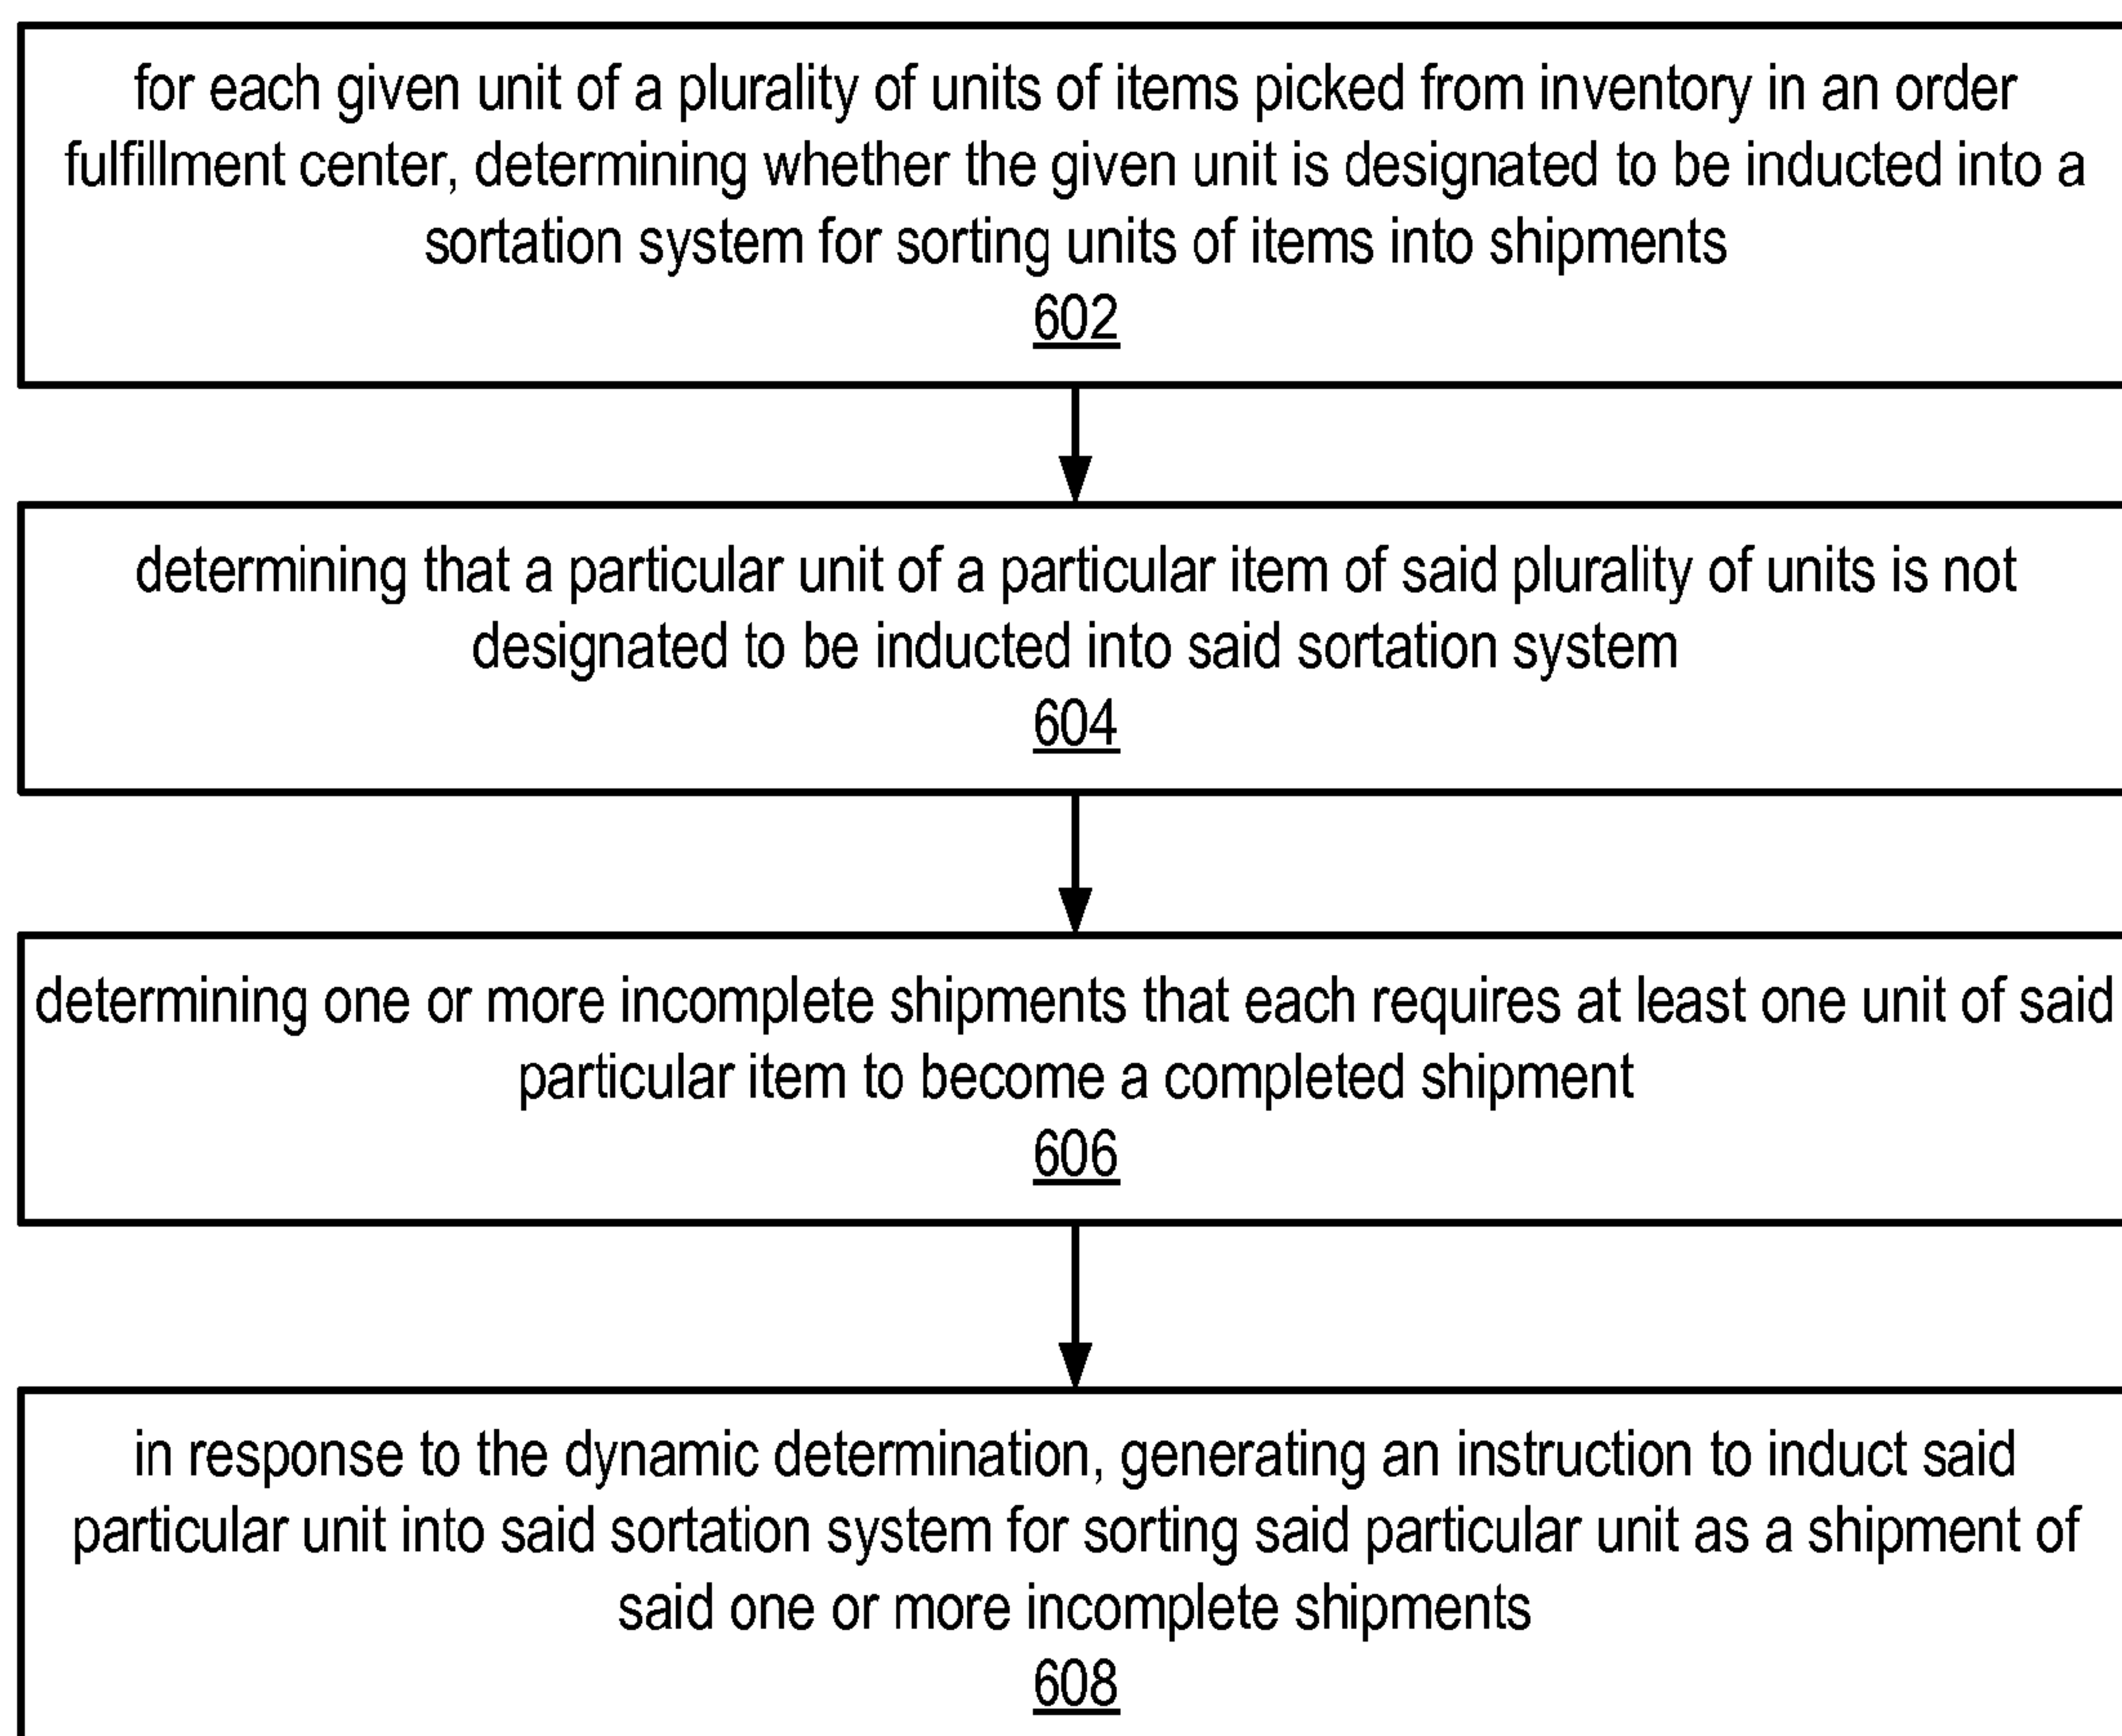 for each given unit of a plurality of units of items picked from inventory in an order
fulfillment center, determining whether the given unit is designated to be inducted into a
sortation system for sorting units of items into shipments
602
determining that a particular unit of a particular item of said plurality of units is not
designated to be inducted into said sortation system
604
determining one or more incomplete shipments that each requires at least one unit of said
particular item to become a completed shipment
606
in response to the dynamic determination, generating an instruction to induct said
particular unit into said sortation system for sorting said particular unit as a shipment of
said one or more incomplete shipments
608